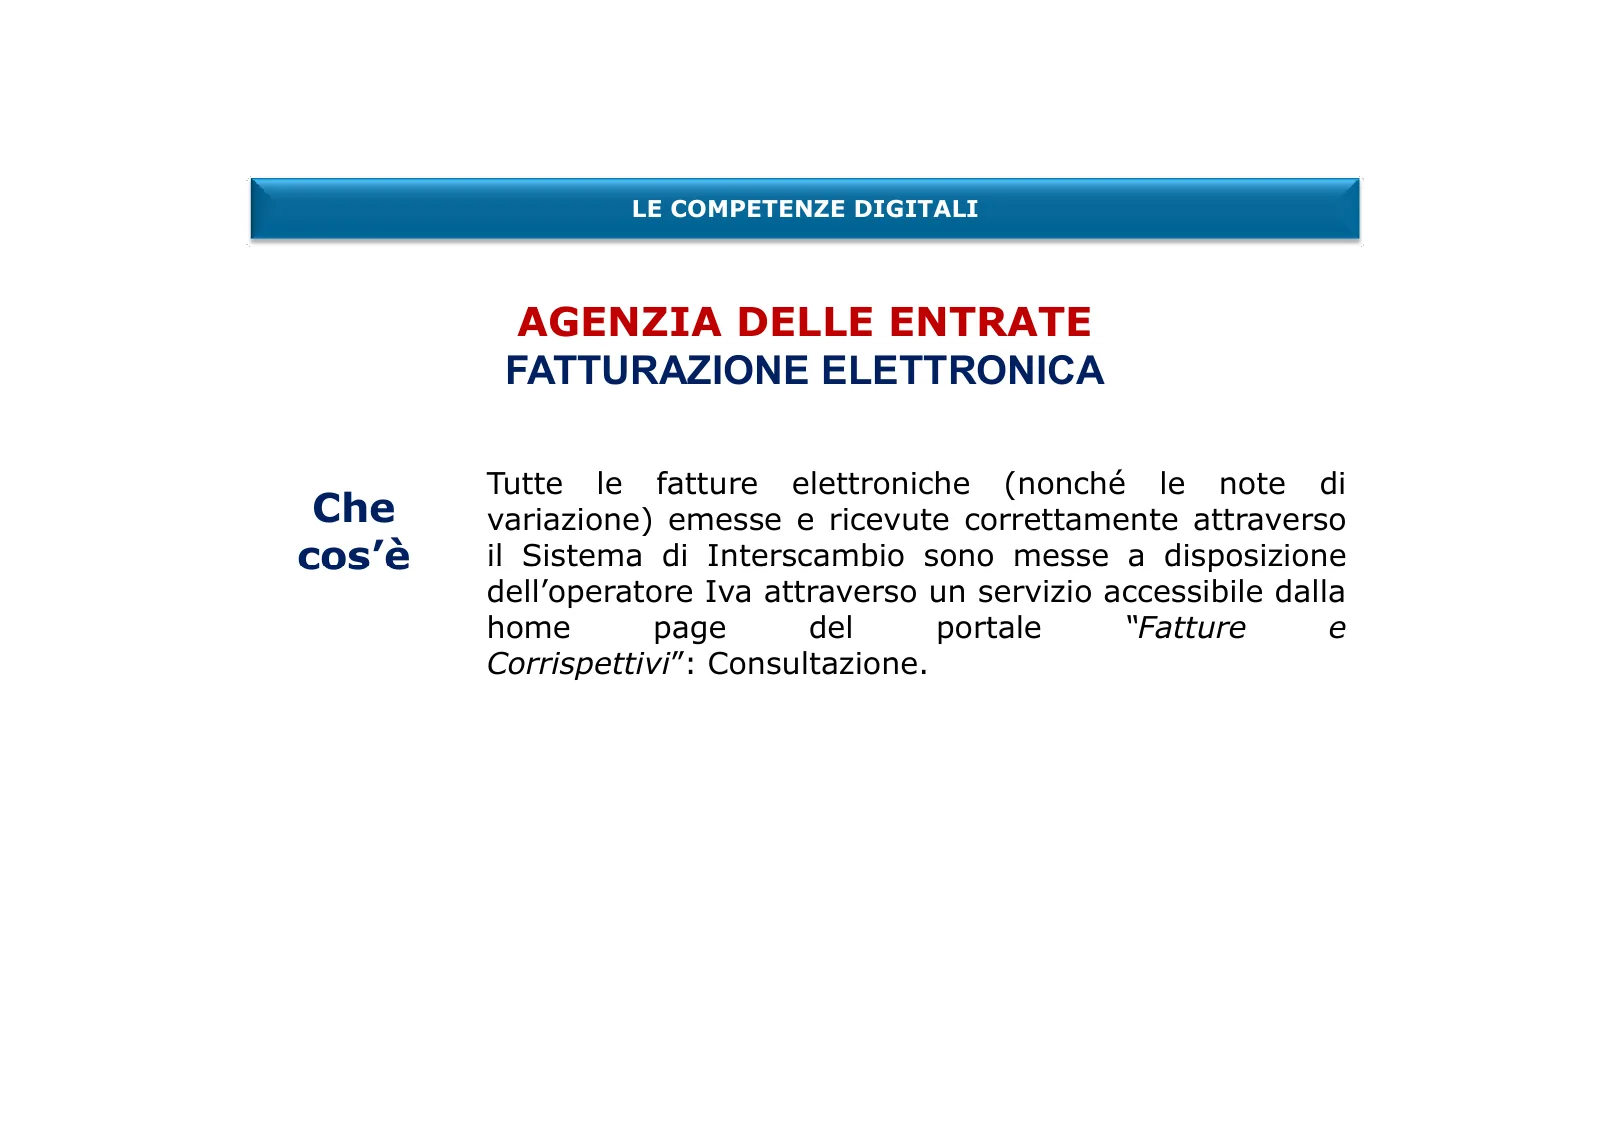 LE COMPETENZE DIGITALI
AGENZIA DELLE ENTRATE
FATTURAZIONE ELETTRONICA
Che
cos’è
Tutte le fatture elettroniche (nonché le note di
variazione) emesse e ricevute correttamente attraverso
il Sistema di Interscambio sono messe a disposizione
dell’operatore Iva attraverso un servizio accessibile dalla
home page del portale “Fatture e
Corrispettivi”: Consultazione.